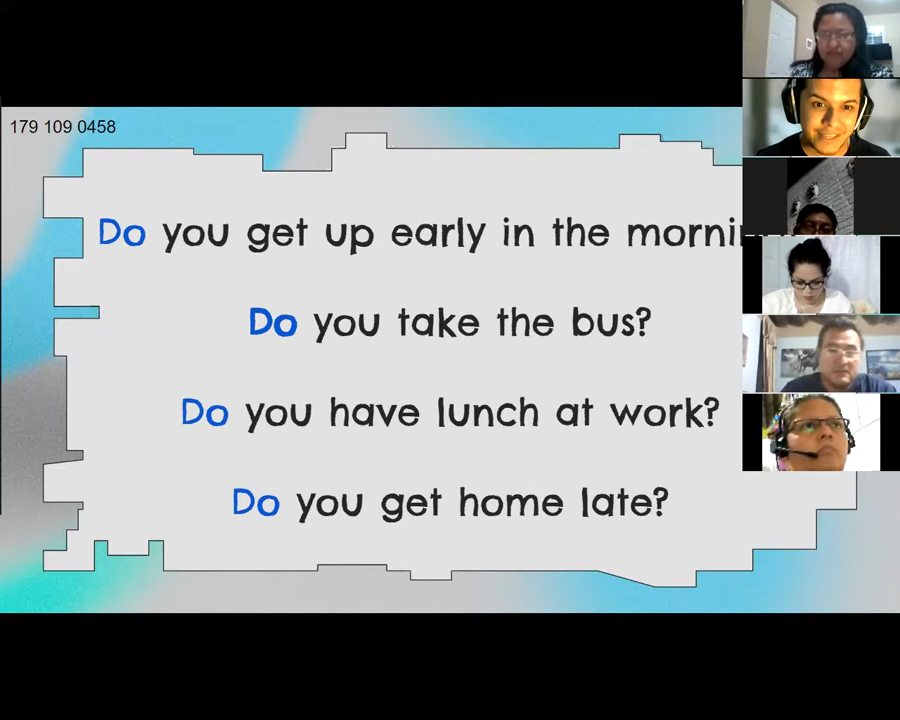 179 109 0458
Do you get up early in the
Do you take the bus?
Do you have lunch at work?
Do you get home late?